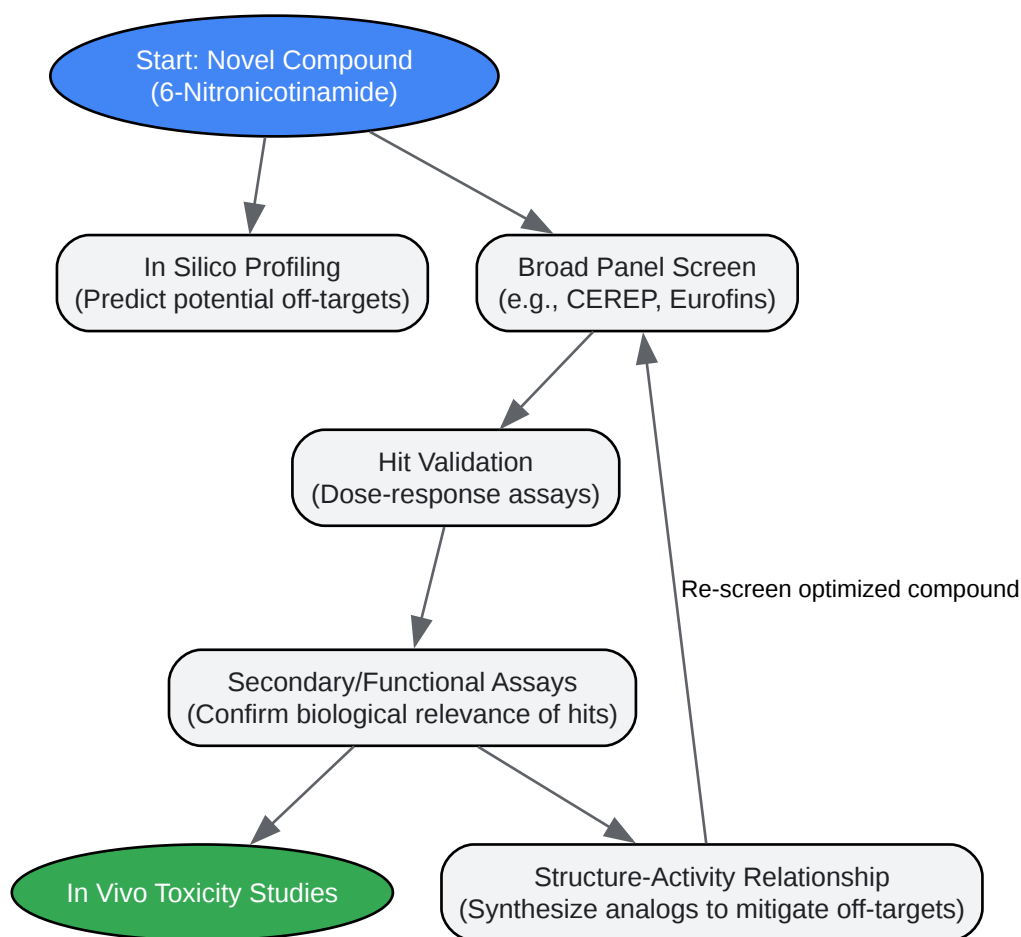 Start: Novel Compound
(6-Nitronicotinamide)
In Silico Profiling
(Predict potential off-targets)
Broad Panel Screen
(e.g., CEREP, Eurofins)
Hit Validation
(Dose-response assays)
Re-screen optimized compound
Secondary/Functional Assays
(Confirm biological relevance of hits)
In Vivo Toxicity Studies
Structure-Activity Relationship
(Synthesize analogs to mitigate off-targets)